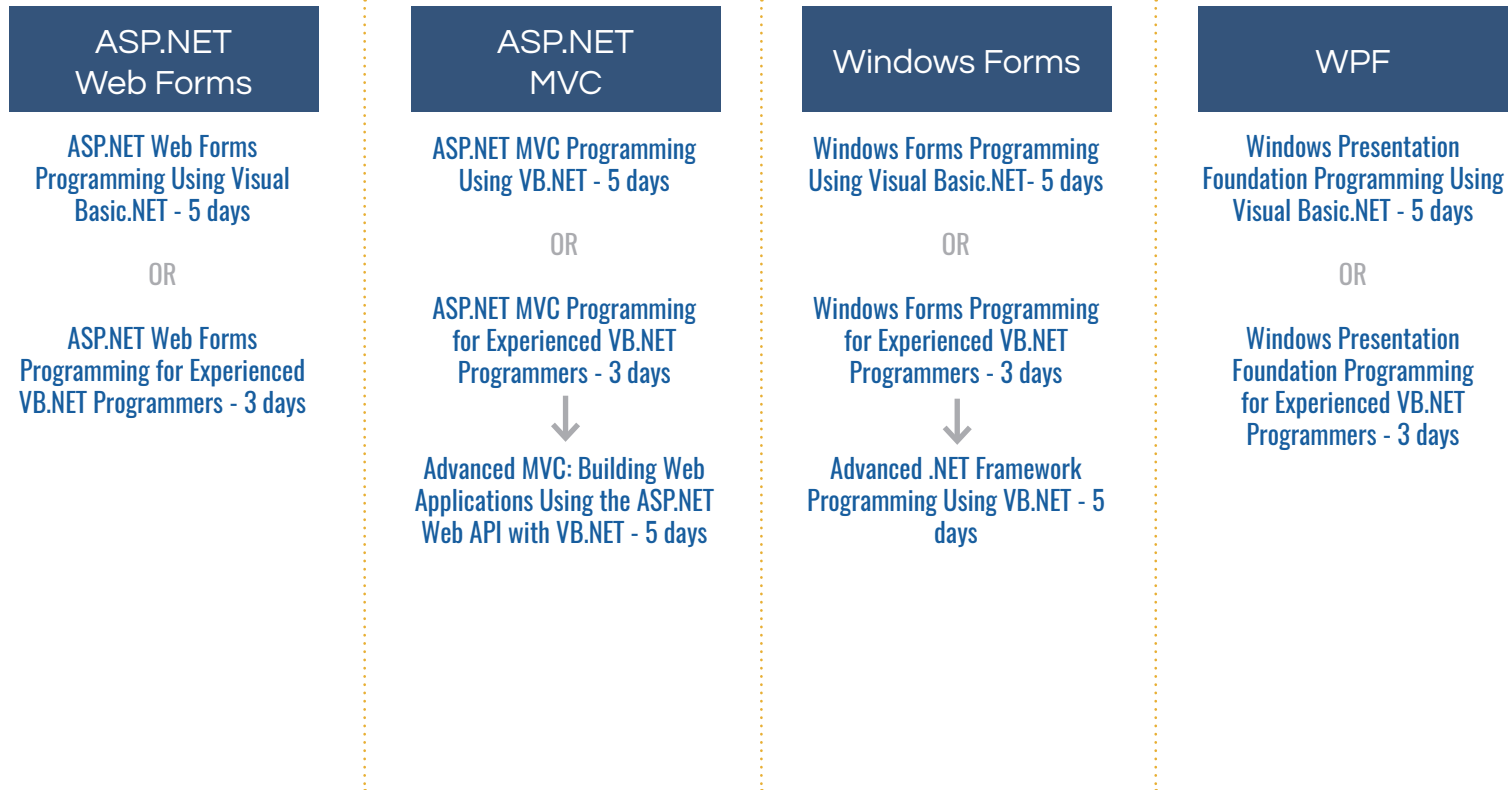 ASP.NET
Web Forms
ASP.NET Web Forms
Programming Using Visual
Basic.NET - 5 days
OR
ASP.NET Web Forms
Programming for Experienced
VB.NET Programmers - 3 days
ASP.NET
MVC
ASP.NET MVC Programming
Using VB.NET - 5 days
OR
ASP.NET MVC Programming
for Experienced VB.NET
Programmers - 3 days
Advanced MVC: Building Web
Applications Using the ASP.NET
Web API with VB.NET - 5 days
Windows Forms
Windows Forms Programming
Using Visual Basic.NET- 5 days
OR
Windows Forms Programming
for Experienced VB.NET
Programmers - 3 days
Advanced .NET Framework
Programming Using VB.NET - 5
days
WPF
Windows Presentation
Foundation Programming Using
Visual Basic.NET - 5 days
OR
Windows Presentation
Foundation Programming
for Experienced VB.NET
Programmers - 3 days